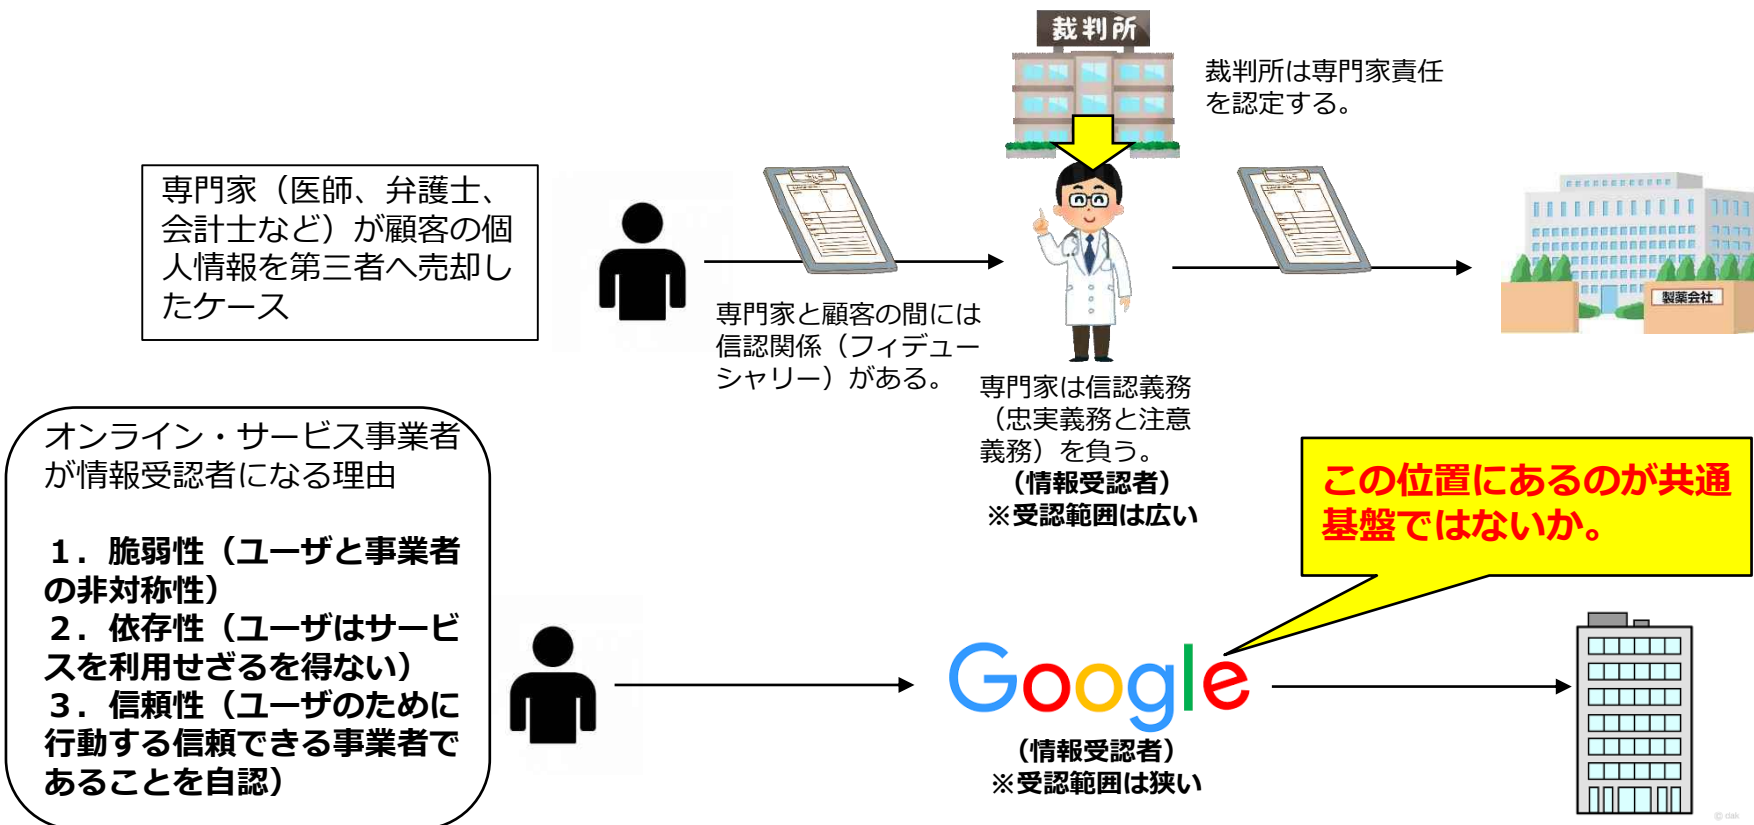 裁判所
裁判所は専門家責任
を認定する。
専門家（医師、弁護士、
会計士など）が顧客の個
人情報を第三者へ売却し
たケース
専門家と顧客の間には
信認関係（フィデュー
シャリー）がある。
製薬会社
専門家は信認義務
（忠実義務と注意
義務）を負う。
（情報受認者）
※受認範囲は広い
オンライン・サービス事業者
が情報受認者になる理由
１．脆弱性（ユーザと事業者
の非対称性）
２．依存性（ユーザはサービ
スを利用せざるを得ない）
３．信頼性（ユーザのために
行動する信頼できる事業者で
あることを自認）
この位置にあるのが共通
基盤ではないか。
Google
（情報受認者）
※受認範囲は狭い
© dak